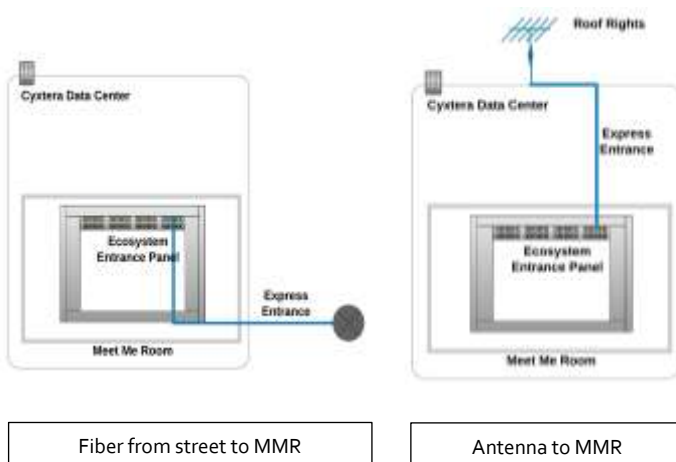 Cyxtera Data Center
Ecosystem
Entrance Panel
Express
Entrance
Meet Me Room
Fiber from street to MMR
Roof Rights
Cyxtera Data Center
Express
Entrance
Ecosystem
Entrance Panel
Meet Me Room
Antenna to MMR